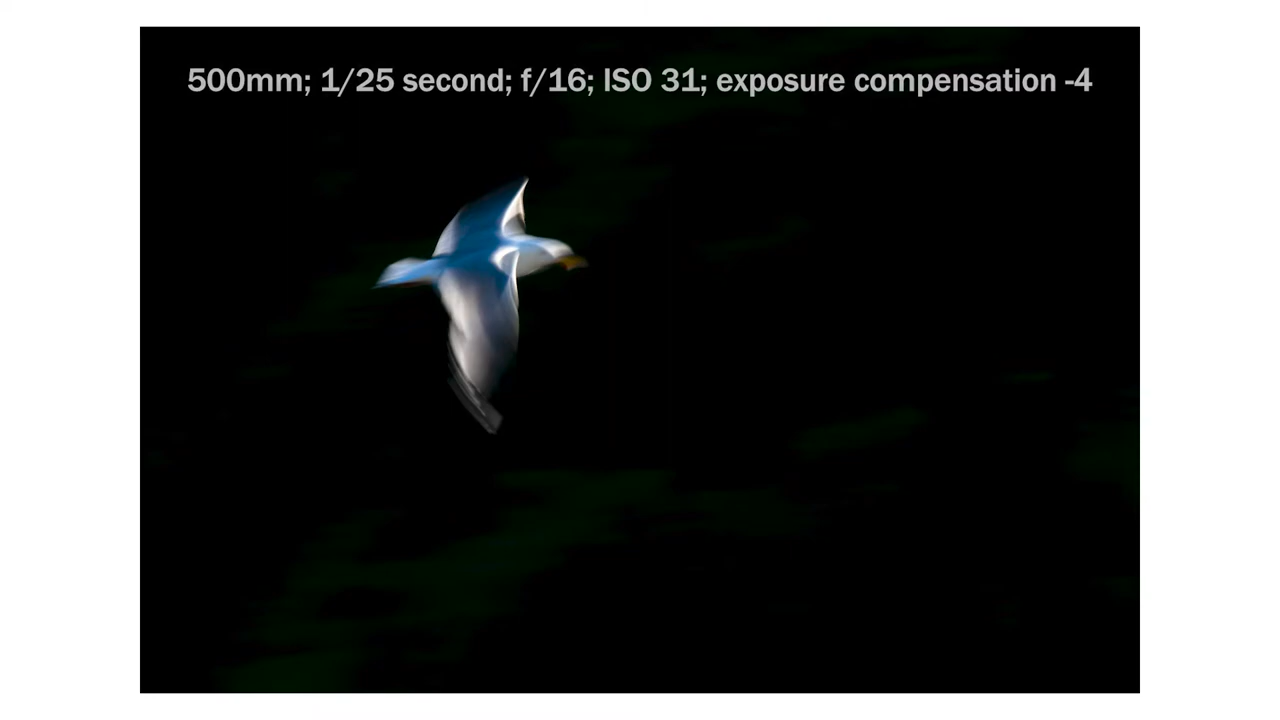 500mm; 1/25 second; f/16; ISO 31; exposure compensation -4